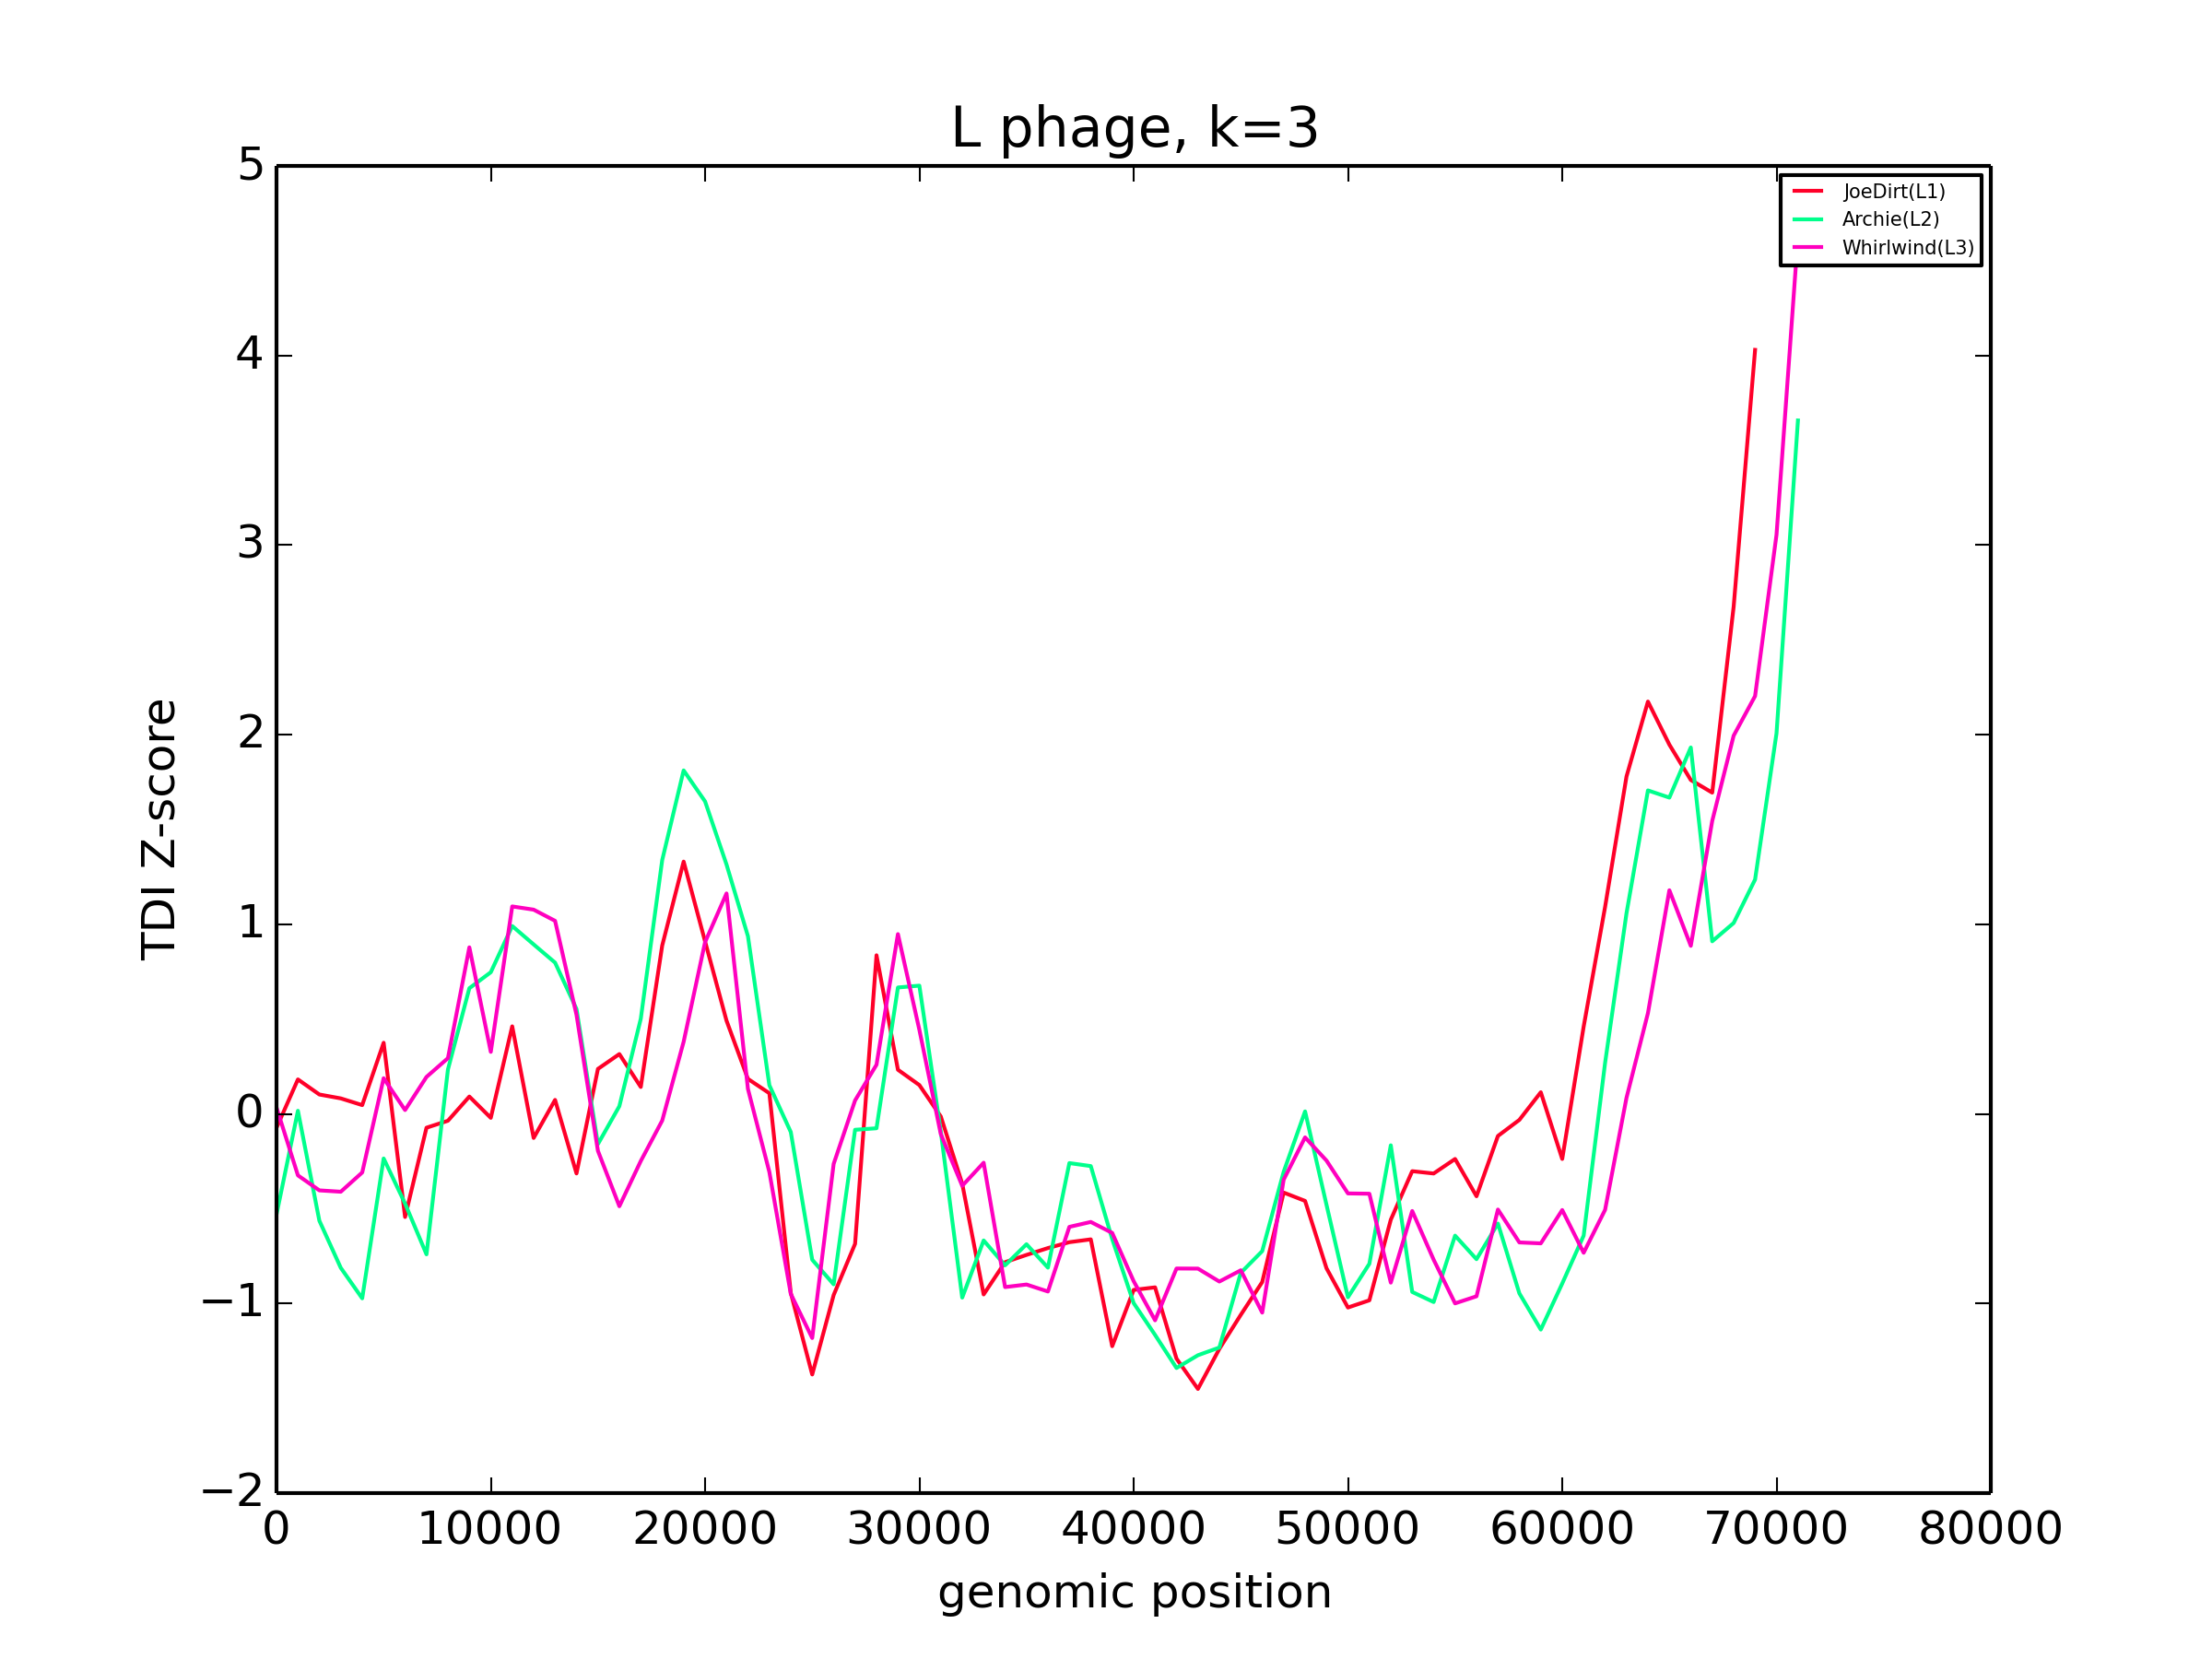 L phage, k=3
5
4
3
2
1
0
−1
−2
TDI Z-score
JoeDirt(L1)
Archie(L2)
Whirlwind(L3)
0 10000 20000 30000 40000 50000 60000 70000 80000
genomic position